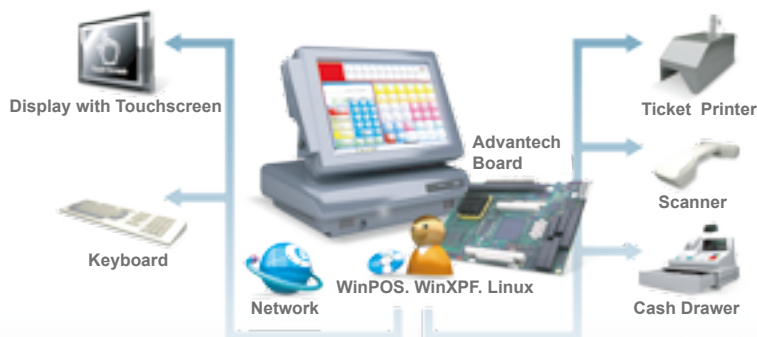 Display with Touchscreen
Ticket Printer
Advantech
Board
Scanner
Keyboard
WinPOS. WinXPF. Linux
Network
Cash Drawer